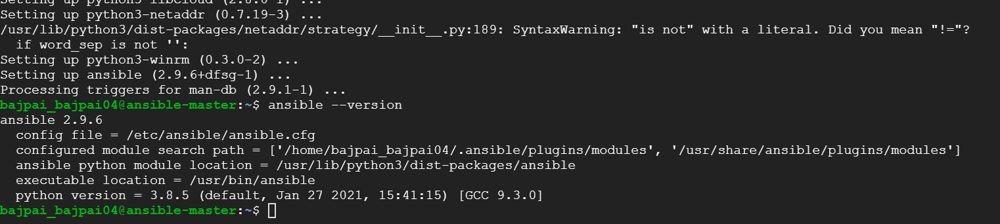 Setting up python3-libcloud (2.8.0-1) ...
Setting up python3-netaddr (0.7.19-3) ...
/usr/lib/python3/dist-packages/netaddr/strategy/__init__.py:189: SyntaxWarning: "is not" with a literal. Did you mean "!="?
  if word_sep is not '':
Setting up python3-winrm (0.3.0-2) ...
Setting up ansible (2.9.6+dfsg-1) ...
Processing triggers for man-db (2.9.1-1) ...
bajpai_bajpai04@ansible-master:~$ ansible --version
ansible 2.9.6
  config file = /etc/ansible/ansible.cfg
  configured module search path = ['/home/bajpai_bajpai04/.ansible/plugins/modules', '/usr/share/ansible/plugins/modules']
  ansible python module location = /usr/lib/python3/dist-packages/ansible
  executable location = /usr/bin/ansible
  python version = 3.8.5 (default, Jan 27 2021, 15:41:15) [GCC 9.3.0]
bajpai_bajpai04@ansible-master:~$